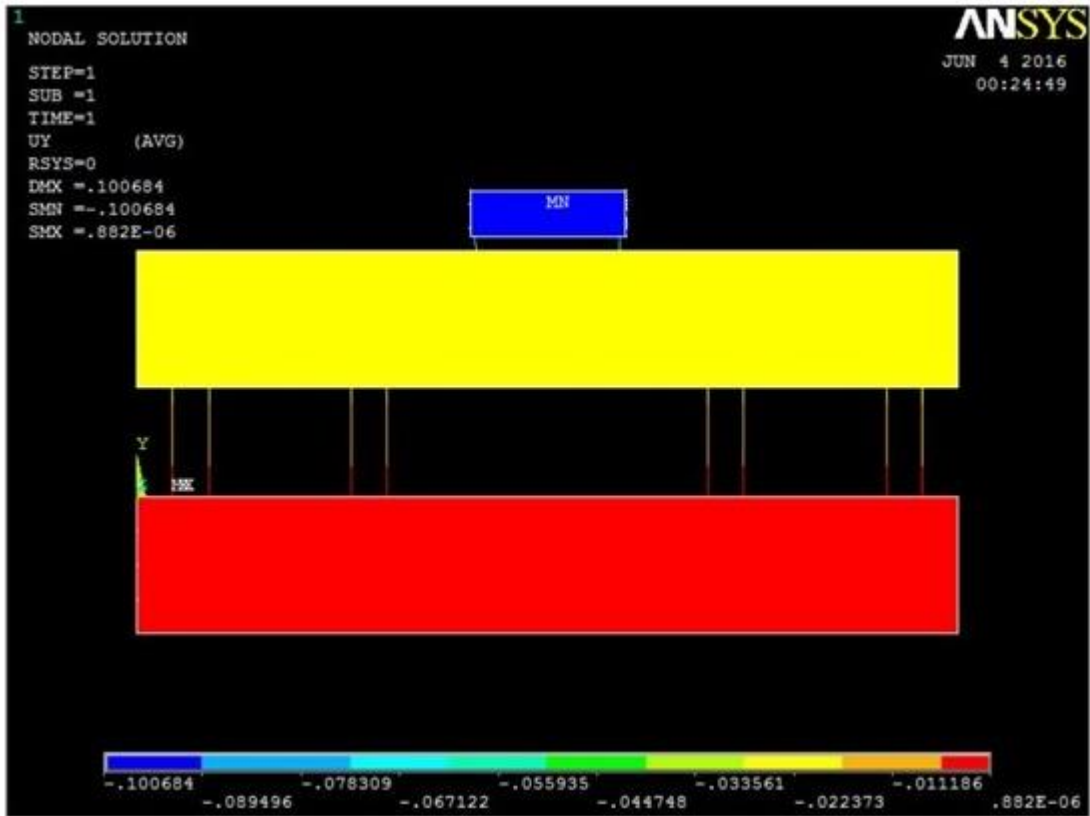 1
NODAL SOLUTION
STEP=1
SUB =1
TIME=1
UY (AVG)
RSYS=0
DMX =.100684
SMN =-.100684
SMX =.882E-06
ANSYS
JUN 4 2016
00:24:49
MN
Y
MX
-.100684 -.078309 -.055935 -.033561 -.011186
-.089496 -.067122 -.044748 -.022373 .882E-06